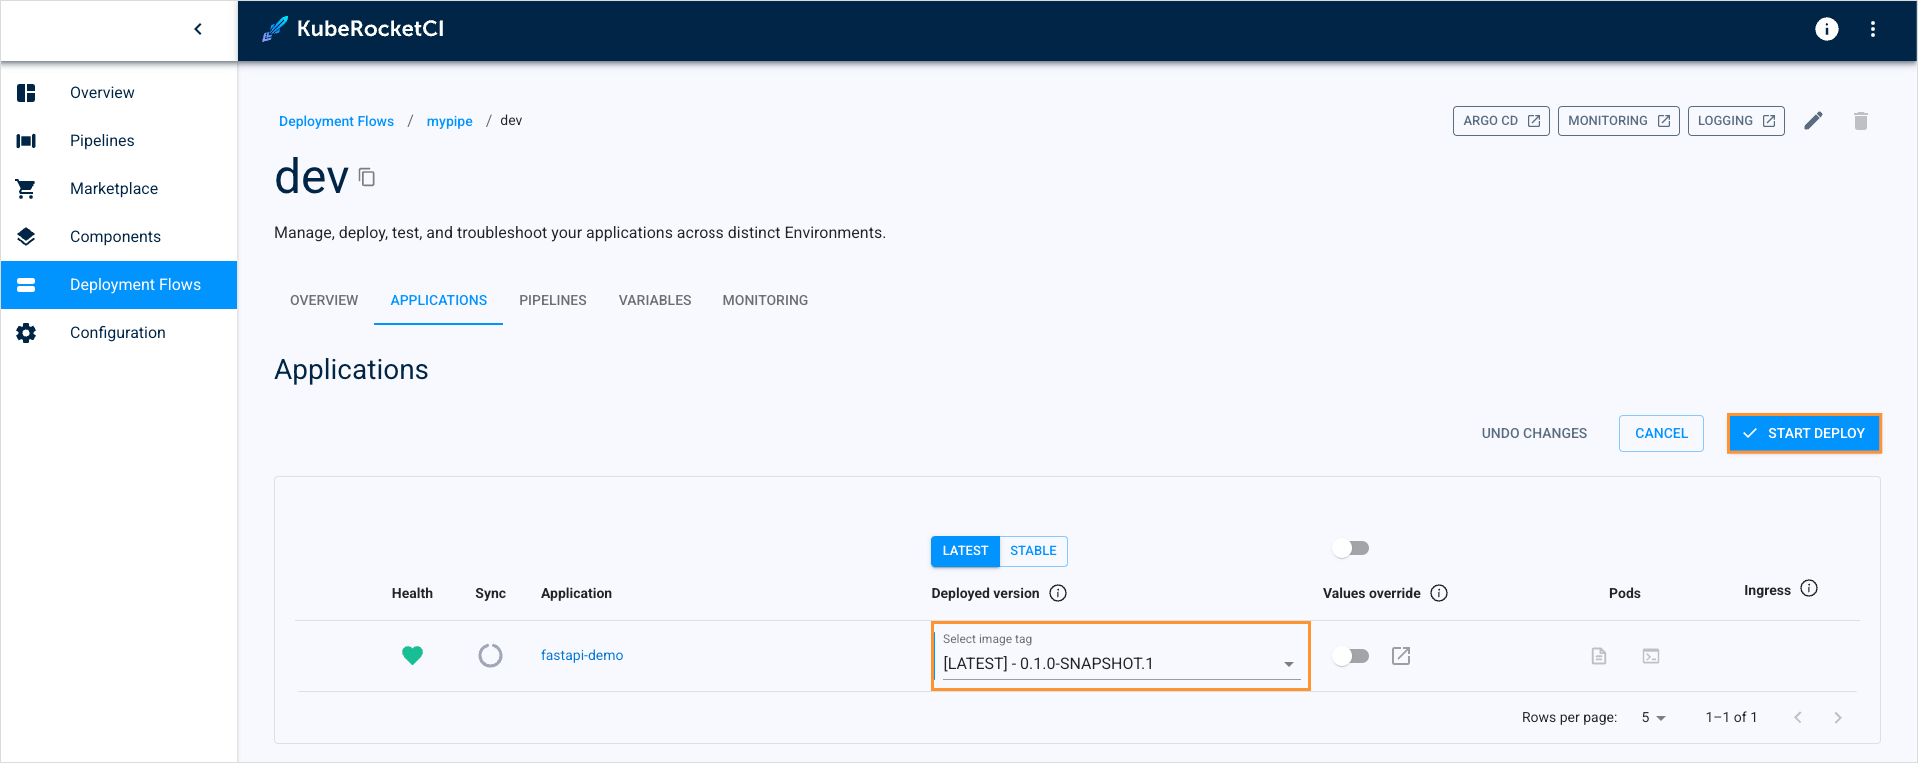 KubeRocketCI
Overview
Pipelines
Marketplace
Components
Deployment Flows
Configuration
Deployment Flows / mypipe / dev
ARGO CD
MONITORING
LOGGING
dev
Manage, deploy, test, and troubleshoot your applications across distinct Environments.
OVERVIEW
APPLICATIONS
PIPELINES
VARIABLES
MONITORING
Applications
UNDO CHANGES
CANCEL
START DEPLOY
LATEST
STABLE
Health
Sync
Application
Deployed version
Values override
Pods
Ingress
fastapi-demo
Select image tag
[LATEST] - 0.1.0-SNAPSHOT.1
Rows per page:
5
1–1 of 1